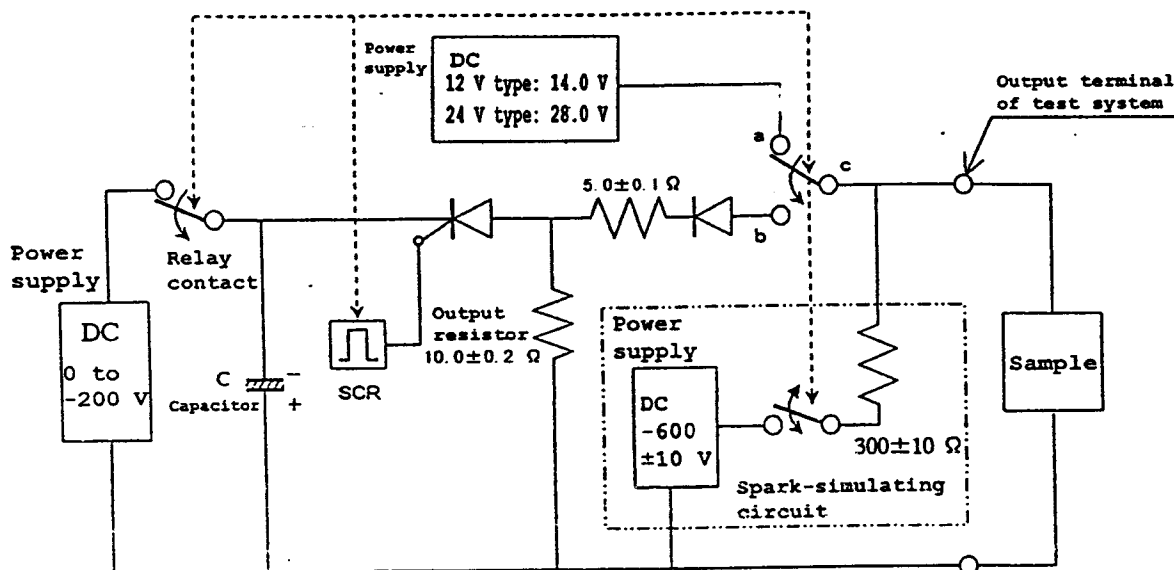 Power
supply
DC
12 V type: 14.0 V
24 V type: 28.0 V
Output terminal
of test system
a
c
5.0±0.1 Ω
b
Power
supply
Relay
contact
DC
0 to
-200 V
C
Capacitor
−
+
SCR
Output
resistor
10.0±0.2 Ω
Power
supply
DC
-600
±10 V
300±10 Ω
Spark-simulating
circuit
Sample